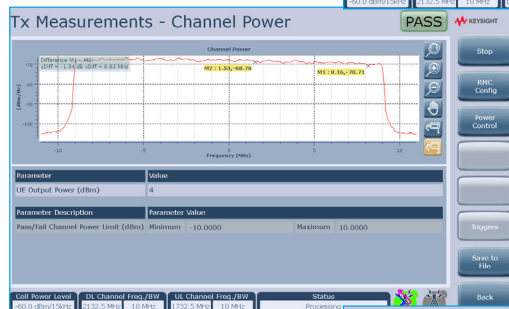 -60.0 dBm/15kHz 2132.5 MHz 10 MHz
Tx Measurements - Channel Power
PASS
KEYSIGHT
Channel Power
Difference M1 - M2:
yDiff = -1.94 dB xDiff = 6.63 MHz
M2 : 1.53,-68.76
M1 : 8.16,-70.71
-70
-80
-90
-100
[dBm/Hz]
-10 -5 5 10
Frequency [MHz]
Stop
RMC
Config
Power
Control
Triggers
Save to
File
Back
Parameter Value
UE Output Power (dBm) 4
Parameter Description Parameter Value
Pass/fail Channel Power Limit (dBm) Minimum -10.0000 Maximum 10.0000
Cell Power Level DL Channel Freq./BW UL Channel Freq./BW Status
-60.0 dBm/15kHz 2132.5 MHz 10 MHz 1732.5 MHz 10 MHz Processing